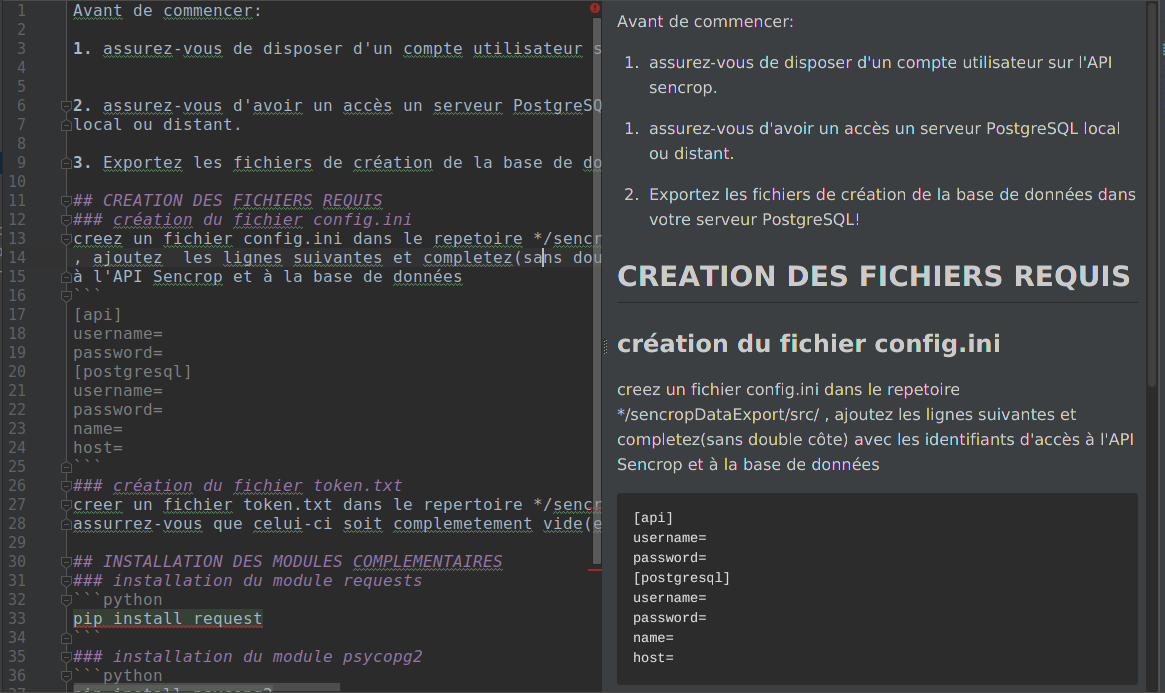 1 Avant de commencer:
2
3 1. assurez-vous de disposer d'un compte utilisateur s
4
5
6 2. assurez-vous d'avoir un accès un serveur PostgreSQ
7 local ou distant.
8
9 3. Exportez les fichiers de création de la base de do
10
11 ## CREATION DES FICHIERS REQUIS
12 ### création du fichier config.ini
13 creez un fichier config.ini dans le repetoire */sencr
14 , ajoutez  les lignes suivantes et completez(sans dou
15 à l'API Sencrop et à la base de données
16 ```
17 [api]
18 username=
19 password=
20 [postgresql]
21 username=
22 password=
23 name=
24 host=
25 ```
26 ### création du fichier token.txt
27 creer un fichier token.txt dans le repertoire */sencr
28 assurrez-vous que celui-ci soit complemetement vide(e
29
30 ## INSTALLATION DES MODULES COMPLEMENTAIRES
31 ### installation du module requests
32 ```python
33 pip install request
34 ```
35 ### installation du module psycopg2
36 ```python
37 pip install psycopg2
Avant de commencer:
1. assurez-vous de disposer d'un compte utilisateur sur l'API
sencrop.
1. assurez-vous d'avoir un accès un serveur PostgreSQL local
ou distant.
2. Exportez les fichiers de création de la base de données dans
votre serveur PostgreSQL!
CREATION DES FICHIERS REQUIS
création du fichier config.ini
creez un fichier config.ini dans le repetoire
*/sencropDataExport/src/ , ajoutez les lignes suivantes et
completez(sans double côte) avec les identifiants d'accès à l'API
Sencrop et à la base de données
[api]
username=
password=
[postgresql]
username=
password=
name=
host=